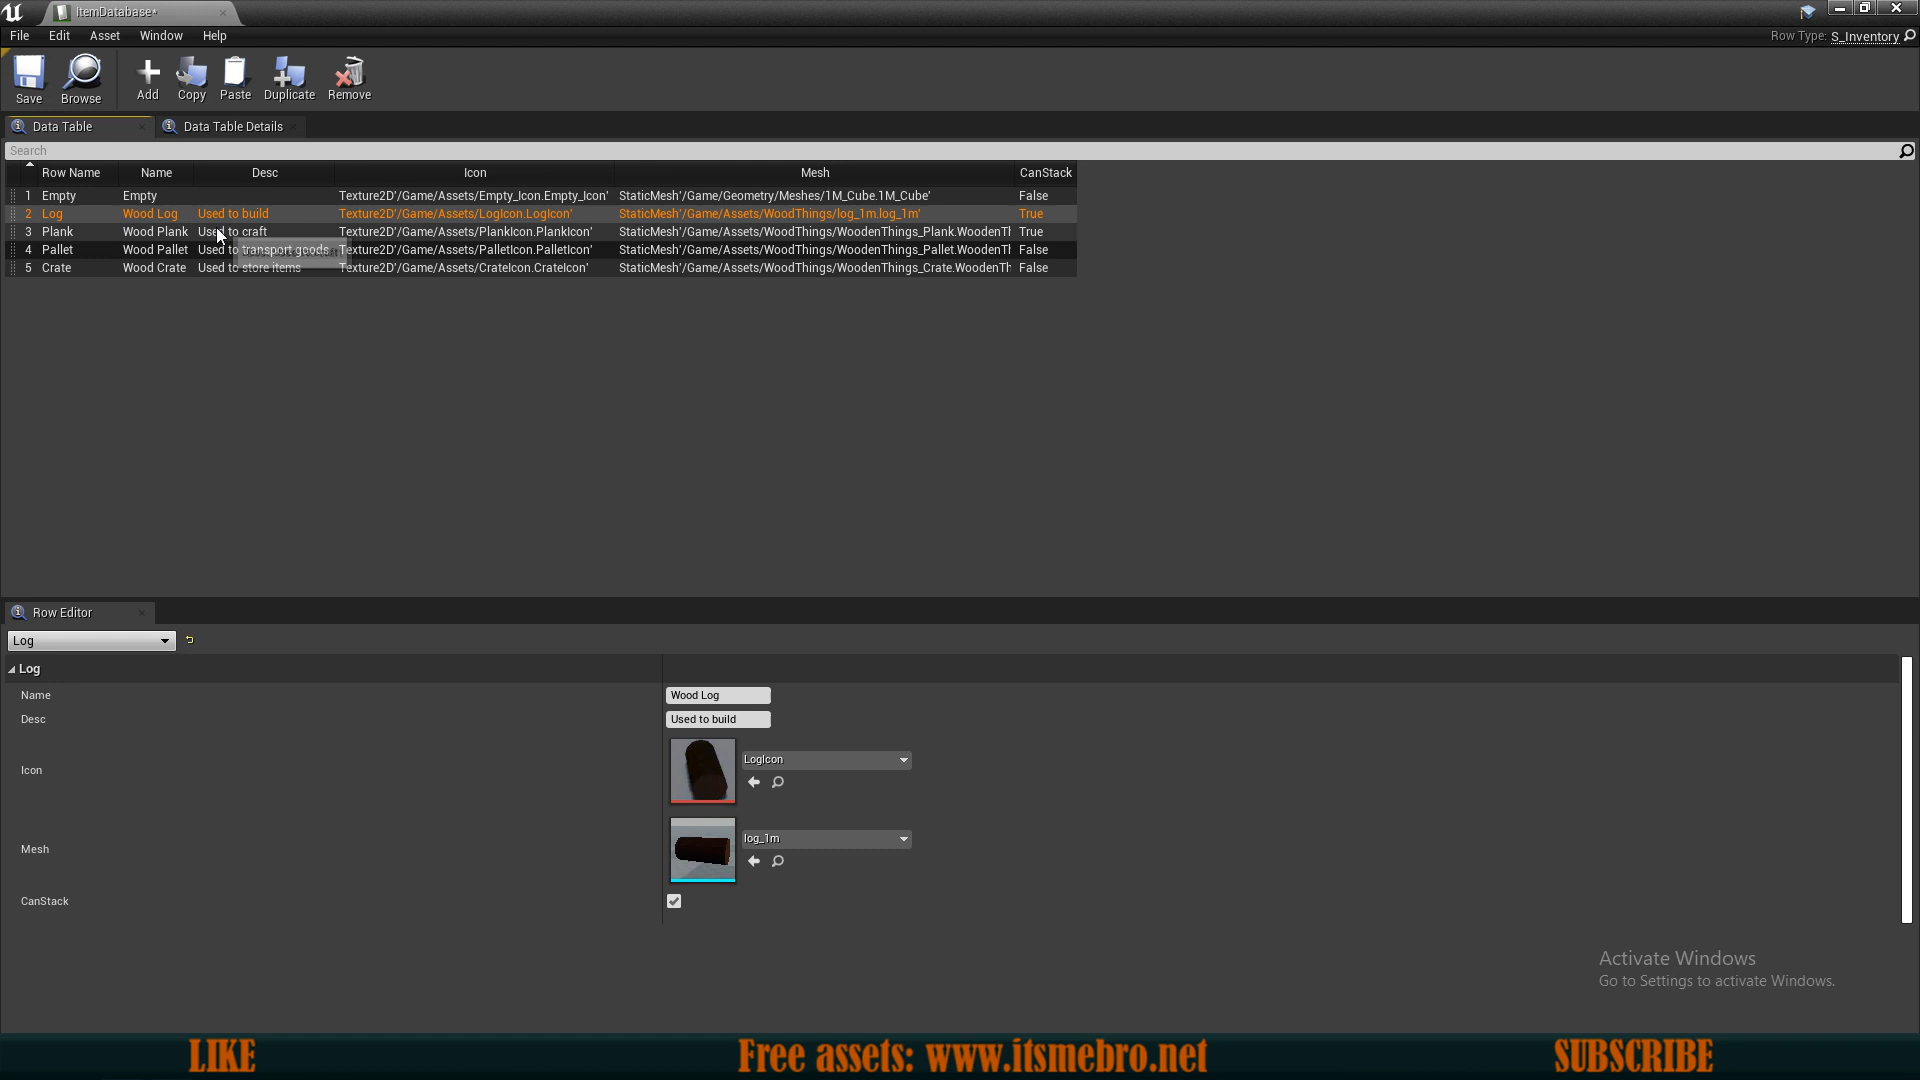 ItemDatabase*
File Edit Asset Window Help
Row Type: S_Inventory
Save Browse Add Copy Paste Duplicate Remove
Data Table Data Table Details
Search
Row Name Name Desc Icon Mesh CanStack
1 Empty Empty Texture2D'/Game/Assets/Empty_Icon.Empty_Icon' StaticMesh'/Game/Geometry/Meshes/1M_Cube.1M_Cube' False
2 Log Wood Log Used to build Texture2D'/Game/Assets/LogIcon.LogIcon' StaticMesh'/Game/Assets/WoodThings/log_1m.log_1m' True
3 Plank Wood Plank Used to craft Texture2D'/Game/Assets/PlankIcon.PlankIcon' StaticMesh'/Game/Assets/WoodThings/WoodenThings_Plank.WoodenTh True
4 Pallet Wood Pallet Used to transport goods Texture2D'/Game/Assets/PalletIcon.PalletIcon' StaticMesh'/Game/Assets/WoodThings/WoodenThings_Pallet.WoodenTh False
5 Crate Wood Crate Used to store items Texture2D'/Game/Assets/CrateIcon.CrateIcon' StaticMesh'/Game/Assets/WoodThings/WoodenThings_Crate.WoodenTh False
Row Editor
Log
Log
Name Wood Log
Desc Used to build
Icon LogIcon
Mesh log_1m
CanStack
Activate Windows
Go to Settings to activate Windows.
LIKE Free assets: www.itsmebro.net SUBSCRIBE